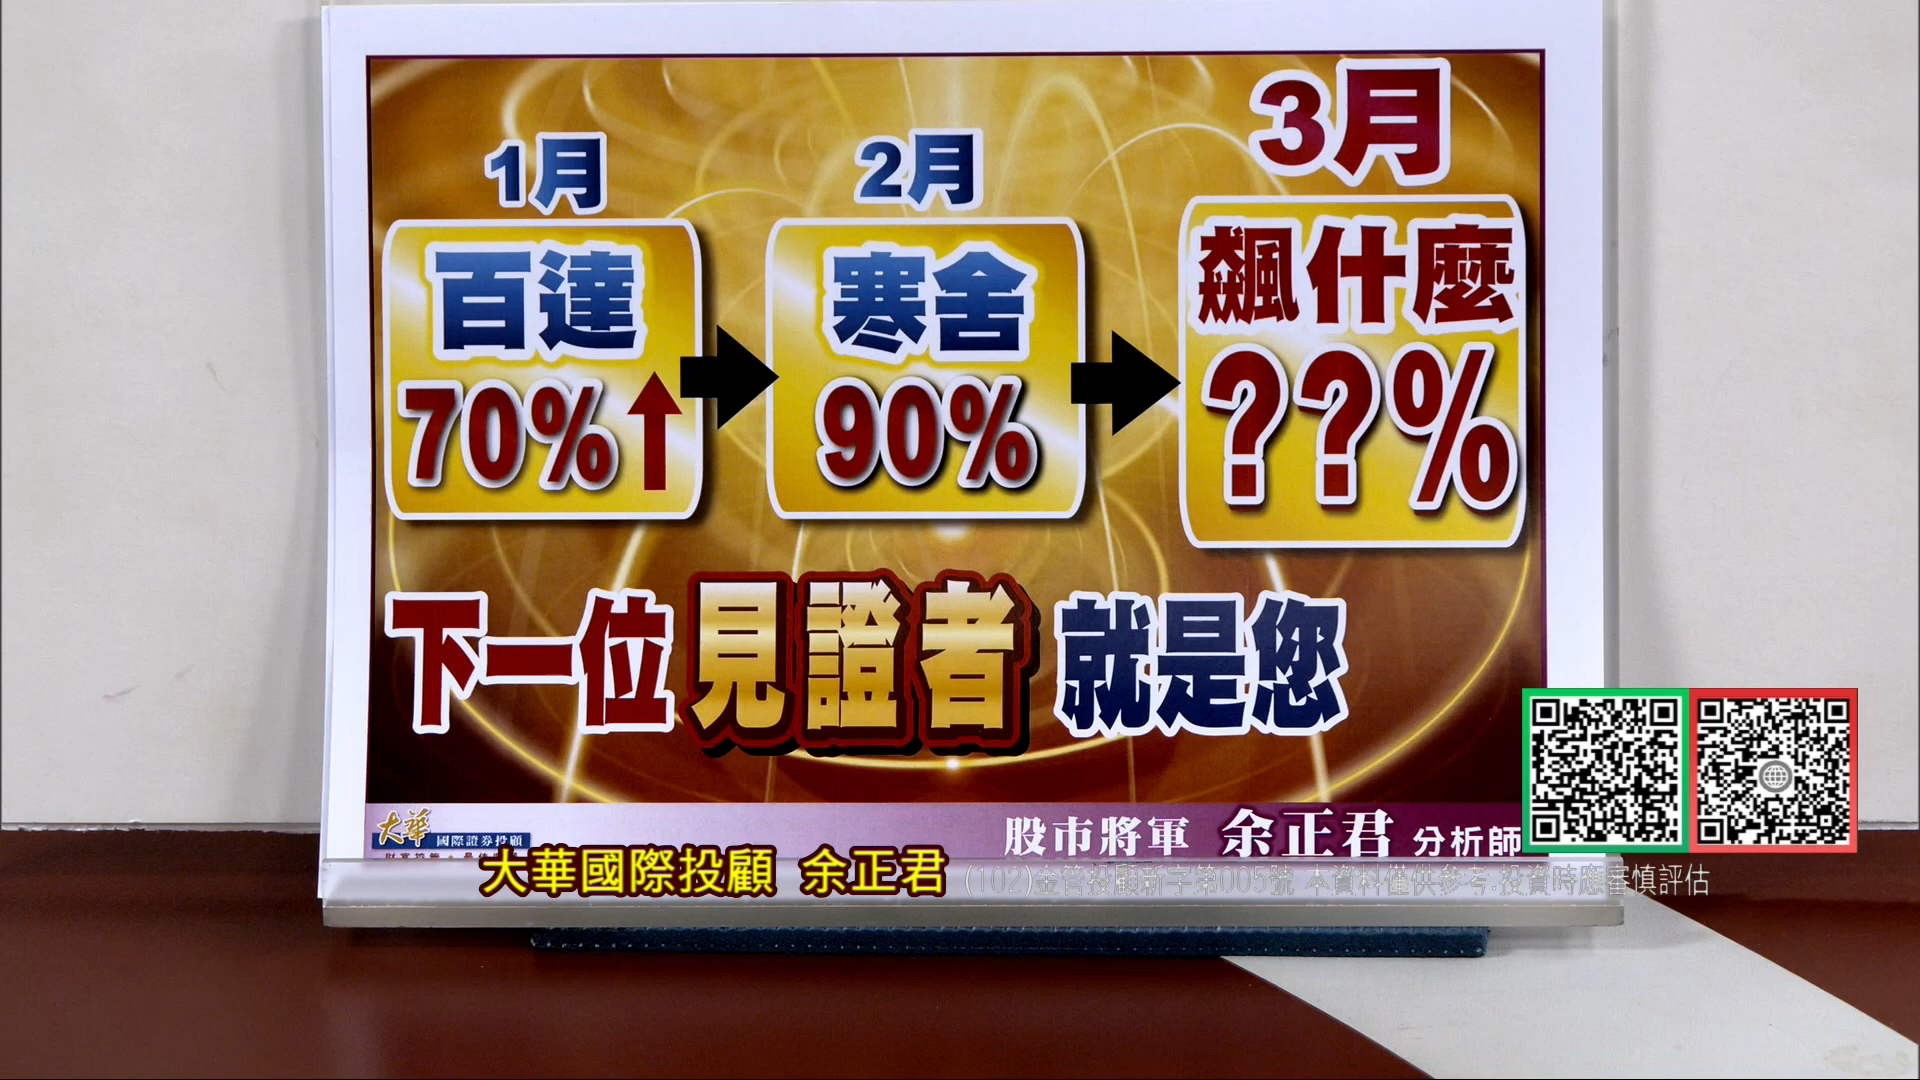 1月
2月
3月
百達
70%
寒舍
90%
飆什麼
??%
下一位見證者就是您
大華 國際證券投顧
股市將軍 余正君 分析師
大華國際投顧 余正君 (102)金管投顧新字第005號 本資料僅供參考.投資時應審慎評估